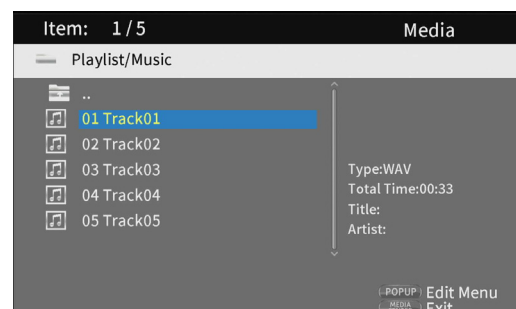 Item: 1/5
Media
Playlist/Music
..
01 Track01
02 Track02
03 Track03
04 Track04
05 Track05
Type:WAV
Total Time:00:33
Title:
Artist:
POPUP Edit Menu
MEDIA Exit